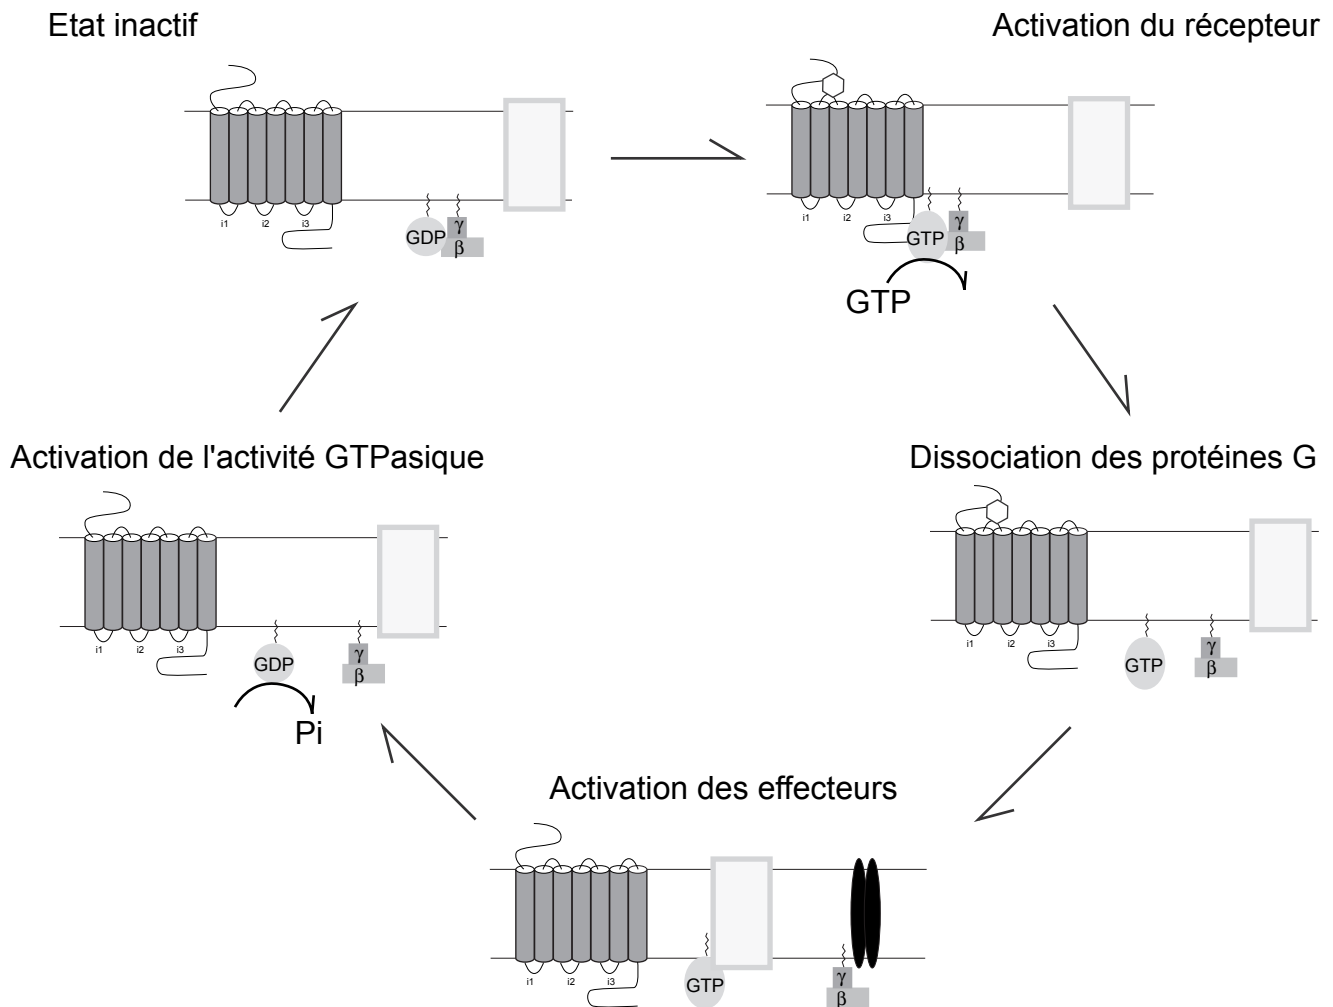 Etat inactif
Activation du récepteur
i1 i2 i3
GDP γ
β
i1 i2 i3
GTP γ
β
GTP
Activation de l'activité GTPasique
Dissociation des protéines G
i1 i2 i3
GDP γ
β
Pi
i1 i2 i3
GTP γ
β
Activation des effecteurs
i1 i2 i3
GTP γ
β